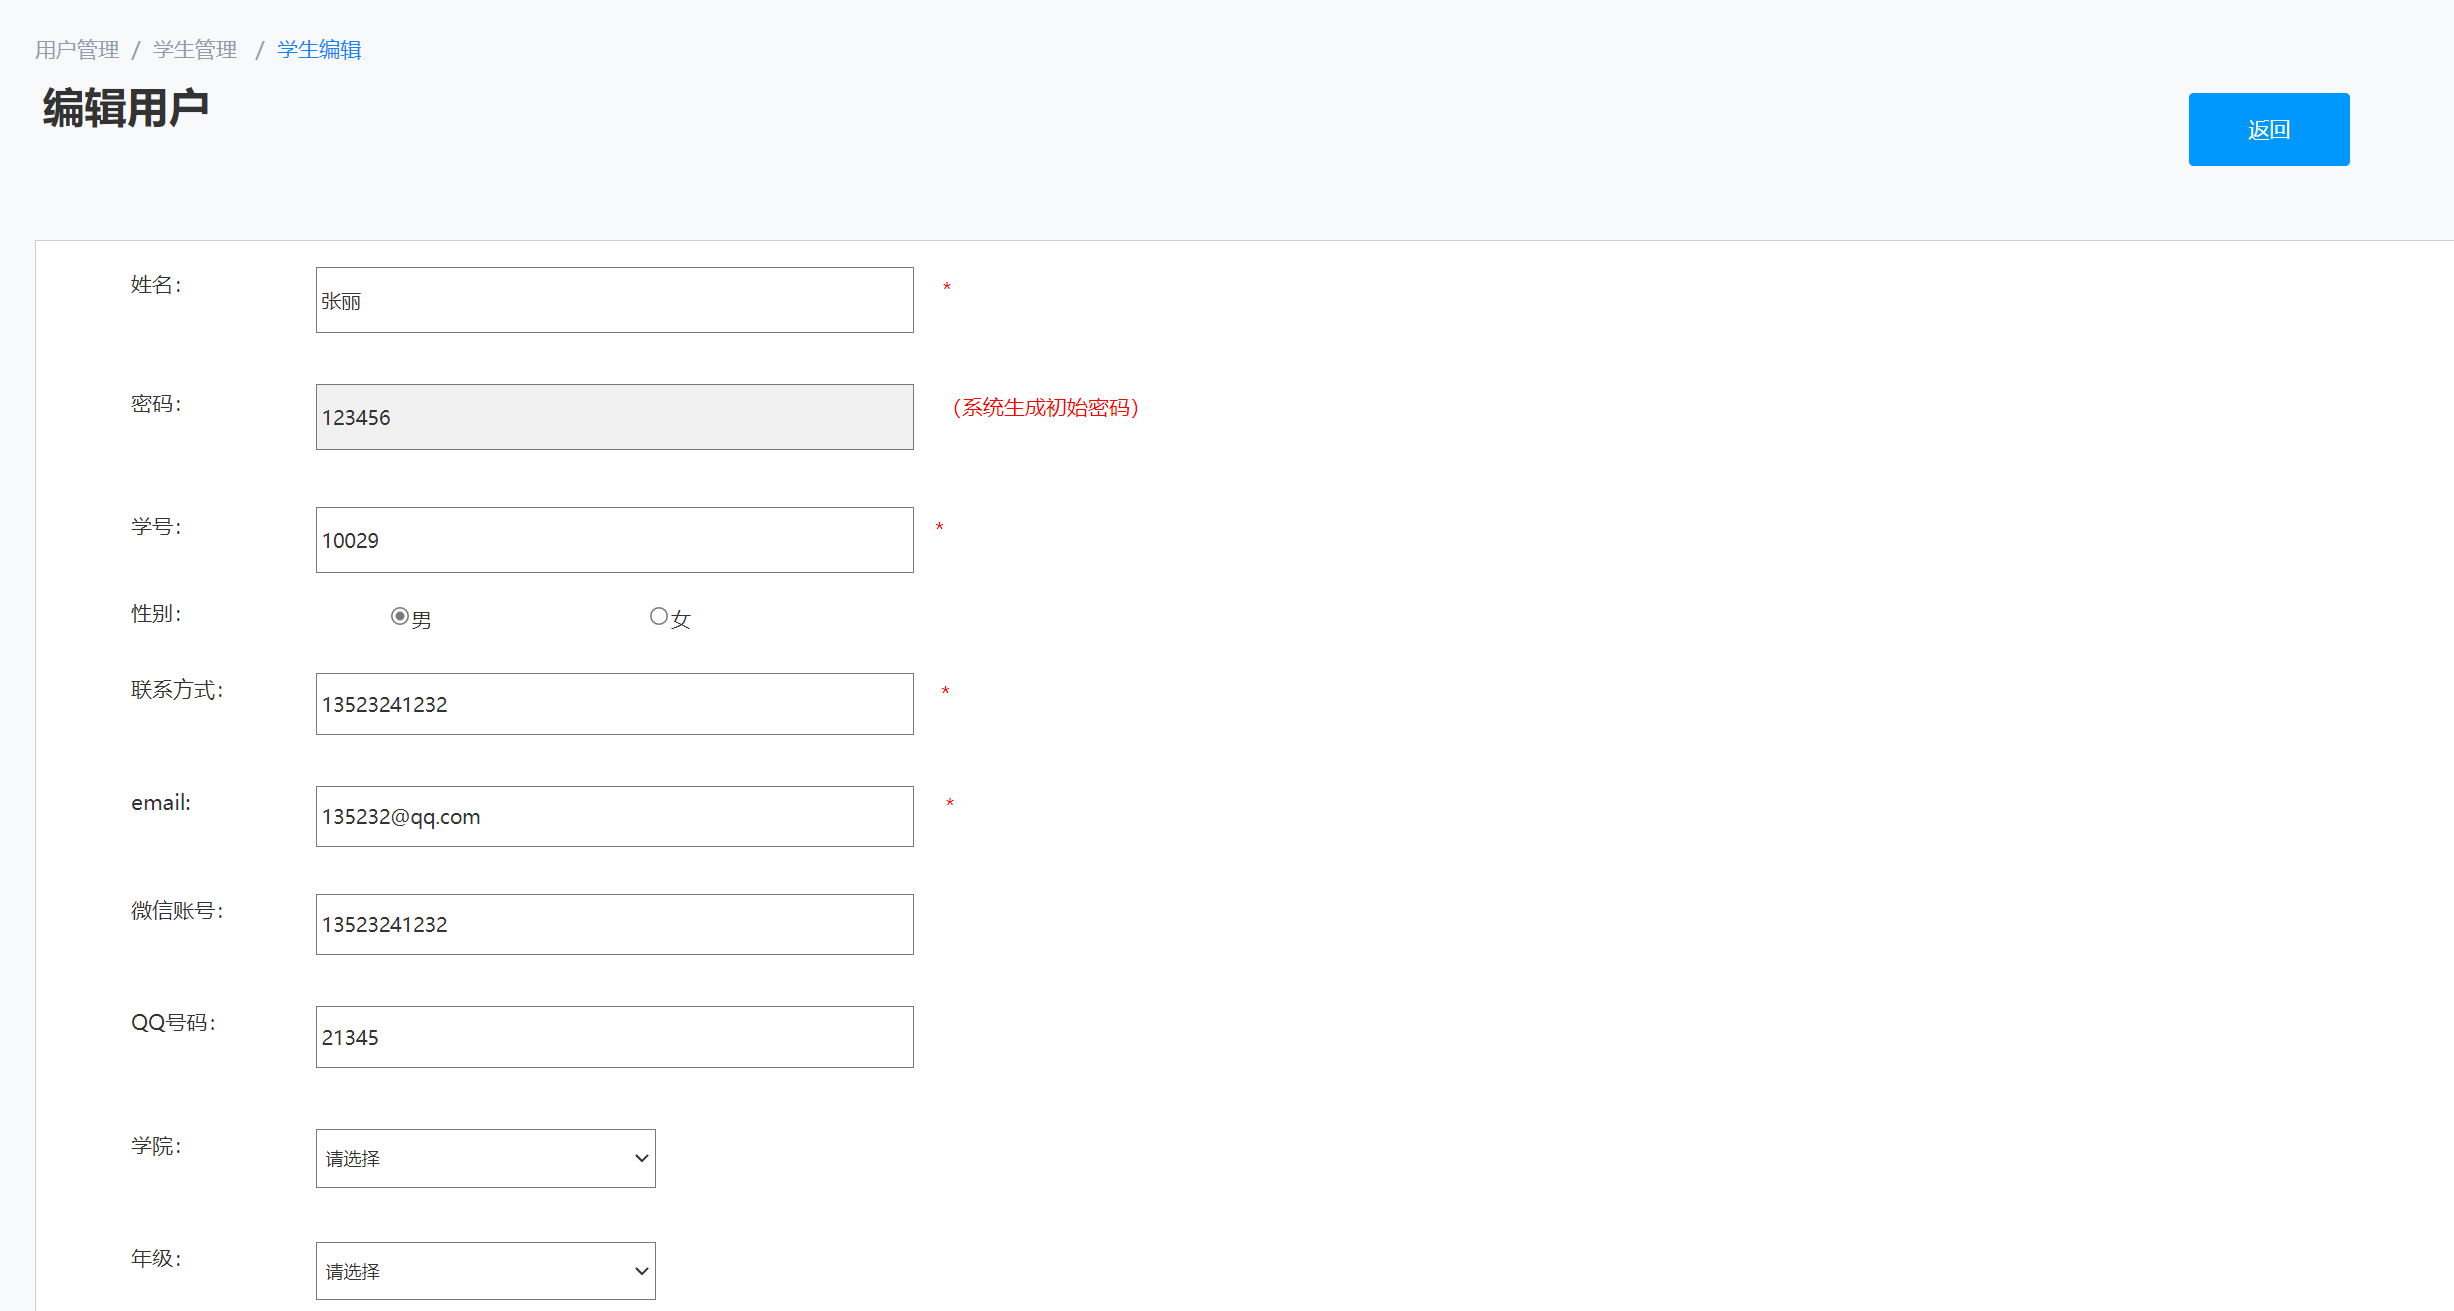 用户管理 / 学生管理 / 学生编辑
编辑用户
返回
姓名： 张丽 *
密码： 123456 （系统生成初始密码）
学号： 10029 *
性别： 男 女
联系方式： 13523241232 *
email: 135232@qq.com *
微信账号： 13523241232
QQ号码： 21345
学院： 请选择
年级： 请选择